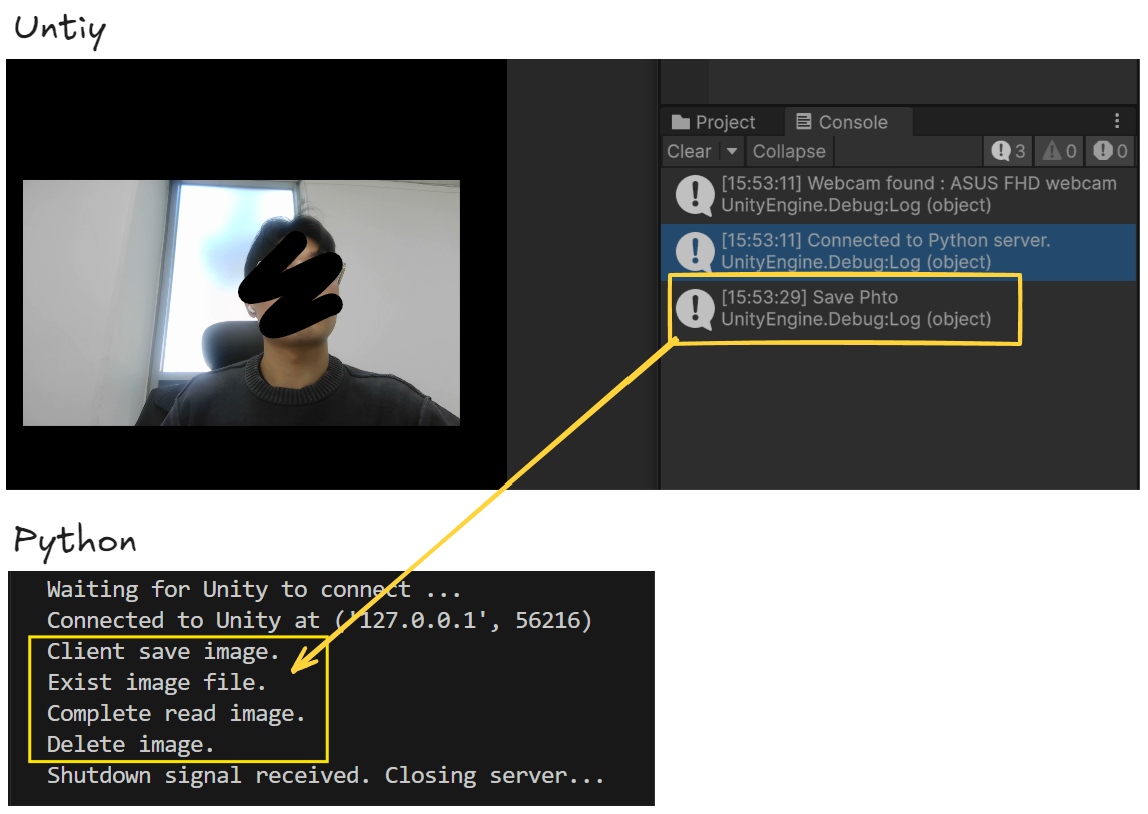 Untiy
Project
Console
Clear
Collapse
3
0
0
[15:53:11] Webcam found : ASUS FHD webcam
UnityEngine.Debug:Log (object)
[15:53:11] Connected to Python server.
UnityEngine.Debug:Log (object)
[15:53:29] Save Phto
UnityEngine.Debug:Log (object)
Python
Waiting for Unity to connect ...
Connected to Unity at ('127.0.0.1', 56216)
Client save image.
Exist image file.
Complete read image.
Delete image.
Shutdown signal received. Closing server...